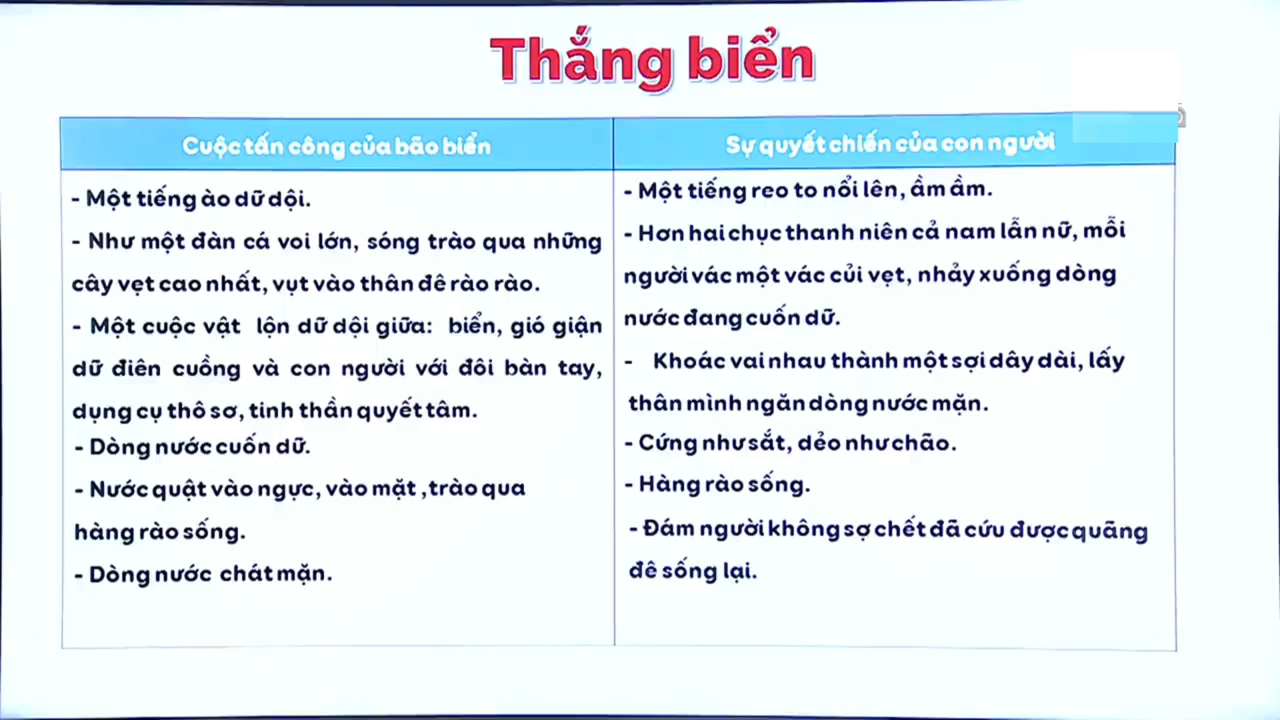 Thắng biển
Cuộc tấn công của bão biển
- Một tiếng ào dữ dội.
- Như một đàn cá voi lớn, sóng trào qua những
cây vẹt cao nhất, vụt vào thân đê rào rào.
- Một cuộc vật lộn dữ dội giữa: biển, gió giận
dữ điên cuồng và con người với đôi bàn tay,
dụng cụ thô sơ, tinh thần quyết tâm.
- Dòng nước cuốn dữ.
- Nước quật vào ngực, vào mặt ,trào qua
hàng rào sống.
- Dòng nước chát mặn.
Sự quyết chiến của con người
- Một tiếng reo to nổi lên, ầm ầm.
- Hơn hai chục thanh niên cả nam lẫn nữ, mỗi
người vác một vác củi vẹt, nhảy xuống dòng
nước đang cuốn dữ.
- Khoác vai nhau thành một sợi dây dài, lấy
thân mình ngăn dòng nước mặn.
- Cứng như sắt, dẻo như chão.
- Hàng rào sống.
- Đám người không sợ chết đã cứu được quãng
đê sống lại.